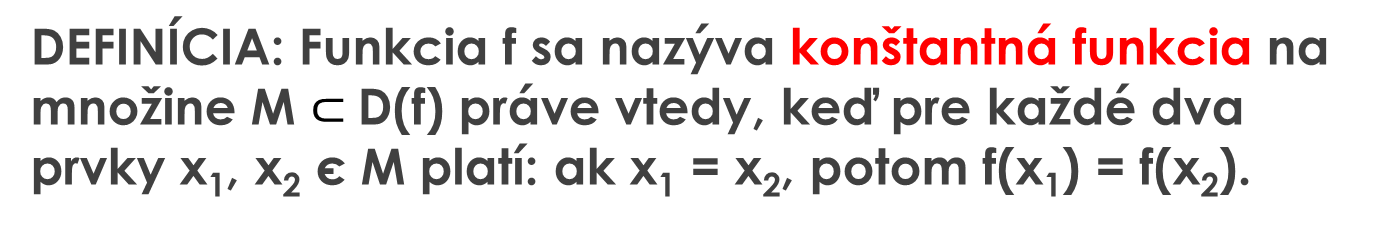 DEFINÍCIA: Funkcia f sa nazýva konštantná funkcia na
množine M ⊂ D(f) práve vtedy, keď pre každé dva
prvky x₁, x₂ є M platí: ak x₁ = x₂, potom f(x₁) = f(x₂).